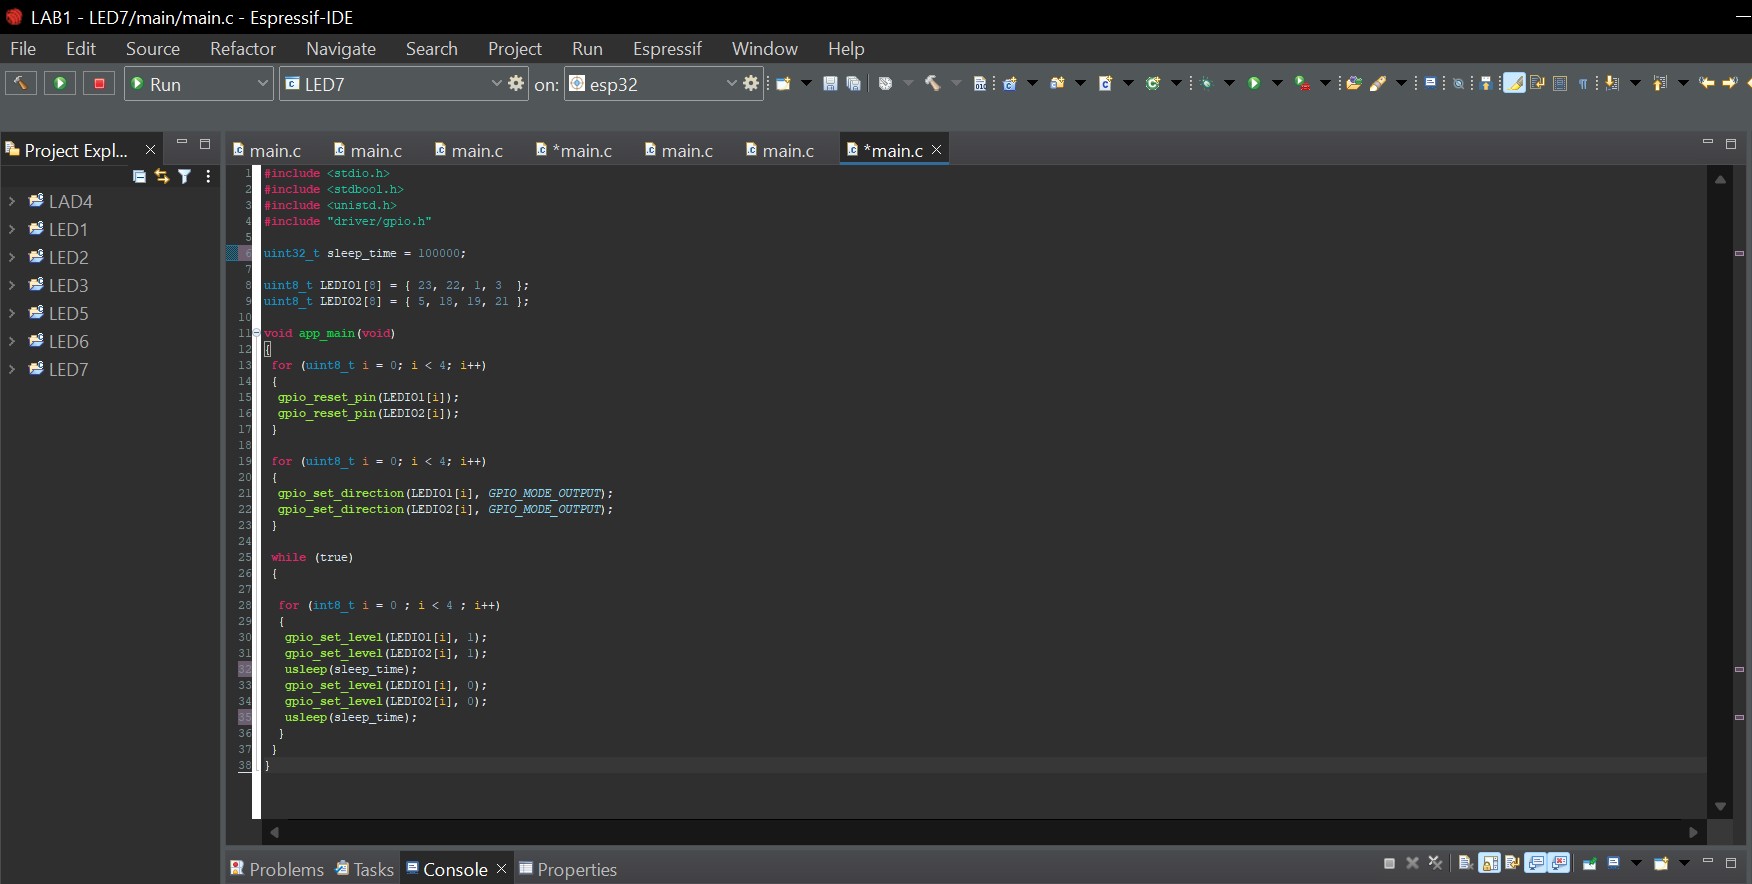 LAB1 - LED7/main/main.c - Espressif-IDE
File Edit Source Refactor Navigate Search Project Run Espressif Window Help
Run LED7 on: esp32
Project Expl...
main.c main.c main.c *main.c main.c main.c *main.c
LAD4
LED1
LED2
LED3
LED5
LED6
LED7
1 #include <stdio.h>
2 #include <stdbool.h>
3 #include <unistd.h>
4 #include "driver/gpio.h"
5
6 uint32_t sleep_time = 100000;
7
8 uint8_t LEDIO1[8] = { 23, 22, 1, 3  };
9 uint8_t LEDIO2[8] = { 5, 18, 19, 21 };
10
11 void app_main(void)
12 {
13  for (uint8_t i = 0; i < 4; i++)
14  {
15   gpio_reset_pin(LEDIO1[i]);
16   gpio_reset_pin(LEDIO2[i]);
17  }
18
19  for (uint8_t i = 0; i < 4; i++)
20  {
21   gpio_set_direction(LEDIO1[i], GPIO_MODE_OUTPUT);
22   gpio_set_direction(LEDIO2[i], GPIO_MODE_OUTPUT);
23  }
24
25  while (true)
26  {
27
28   for (int8_t i = 0 ; i < 4 ; i++)
29   {
30    gpio_set_level(LEDIO1[i], 1);
31    gpio_set_level(LEDIO2[i], 1);
32    usleep(sleep_time);
33    gpio_set_level(LEDIO1[i], 0);
34    gpio_set_level(LEDIO2[i], 0);
35    usleep(sleep_time);
36   }
37  }
38 }
Problems Tasks Console Properties